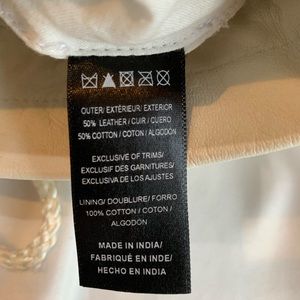 OUTER/ EXTÉRIEUR/ EXTERIOR
50% LEATHER / CUIR / CUERO
50% COTTON / COTON / ALGODÓN
EXCLUSIVE OF TRIMS/
EXCLUSIF DES GARNITURES/
EXCLUSIVA DE LOS AJUSTES
LINING/ DOUBLURE/ FORRO
100% COTTON / COTON /
ALGODÓN
MADE IN INDIA/
FABRIQUÉ EN INDE/
HECHO EN INDIA